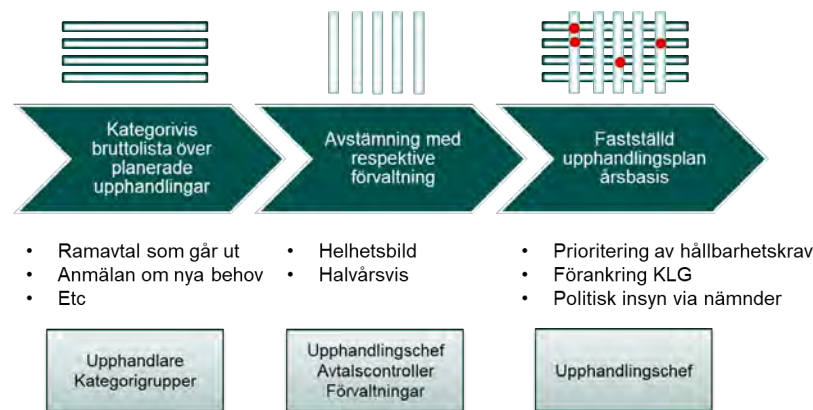 Kategorivis
bruttolista över
planerade
upphandlingar
Avstämning med
respektive
förvaltning
Fastställd
upphandlingsplan
årsbasis
• Ramavtal som går ut
• Anmälan om nya behov
• Etc
• Helhetsbild
• Halvårsvis
• Prioritering av hållbarhetskrav
• Förankring KLG
• Politisk insyn via nämnder
Upphandlare
Kategorigrupper
Upphandlingschef
Avtalscontroller
Förvaltningar
Upphandlingschef